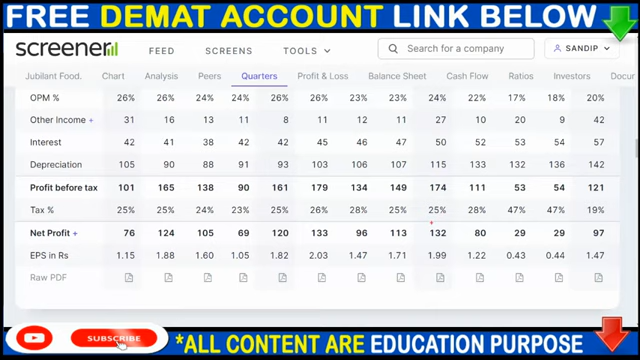 FREE DEMAT ACCOUNT LINK BELOW
screener FEED SCREENS TOOLS Search for a company SANDIP
Jubilant Food. Chart Analysis Peers Quarters Profit & Loss Balance Sheet Cash Flow Ratios Investors Docur
OPM % 26% 26% 24% 24% 26% 26% 23% 23% 24% 22% 17% 18% 20%
Other Income + 31 16 13 11 8 11 12 11 27 10 20 9 42
Interest 42 41 38 42 42 45 46 47 50 52 53 54 57
Depreciation 105 90 88 91 93 103 106 107 115 133 132 136 142
Profit before tax 101 165 138 90 161 179 134 149 174 111 53 54 121
Tax % 25% 25% 24% 23% 25% 26% 28% 25% 25% 28% 47% 47% 19%
Net Profit + 76 124 105 69 120 133 96 113 132 80 29 29 97
EPS in Rs 1.15 1.88 1.60 1.05 1.82 2.03 1.47 1.71 1.99 1.22 0.43 0.44 1.47
Raw PDF
SUBSCRIBE *ALL CONTENT ARE EDUCATION PURPOSE